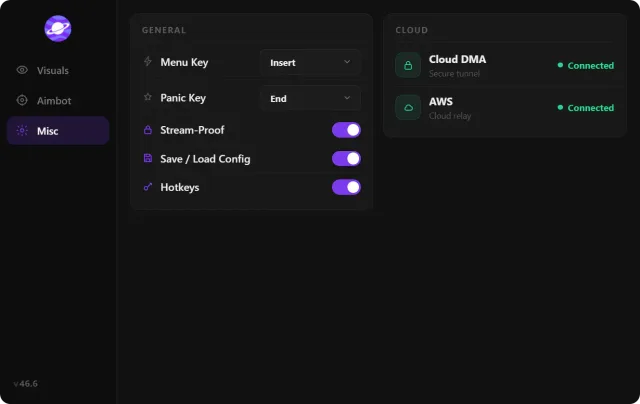 Visuals
Aimbot
Misc
v46.6
GENERAL
Menu Key
Insert
Panic Key
End
Stream-Proof
Save / Load Config
Hotkeys
CLOUD
Cloud DMA
Secure tunnel
Connected
AWS
Cloud relay
Connected